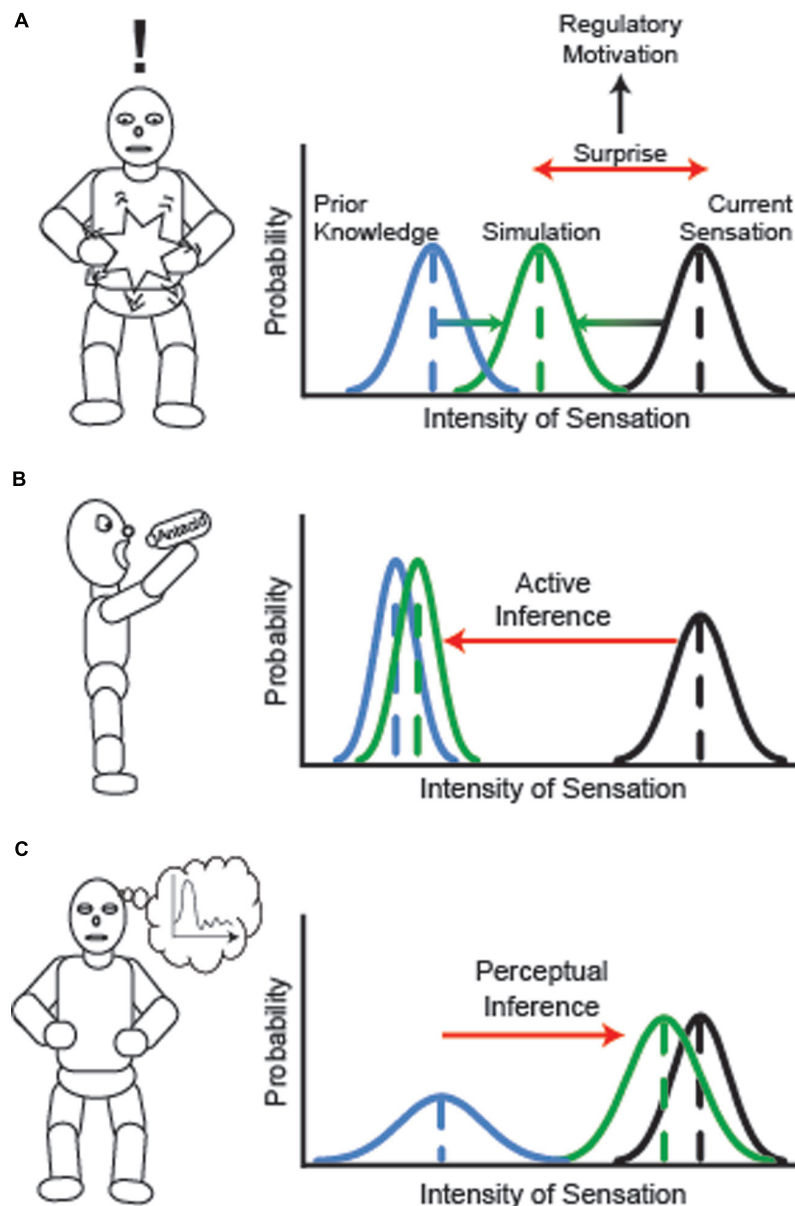 A
!
Regulatory
Motivation
Surprise
Prior
Knowledge
Simulation
Current
Sensation
Probability
Intensity of Sensation
B
Antacid
Active
Inference
Probability
Intensity of Sensation
C
Perceptual
Inference
Probability
Intensity of Sensation